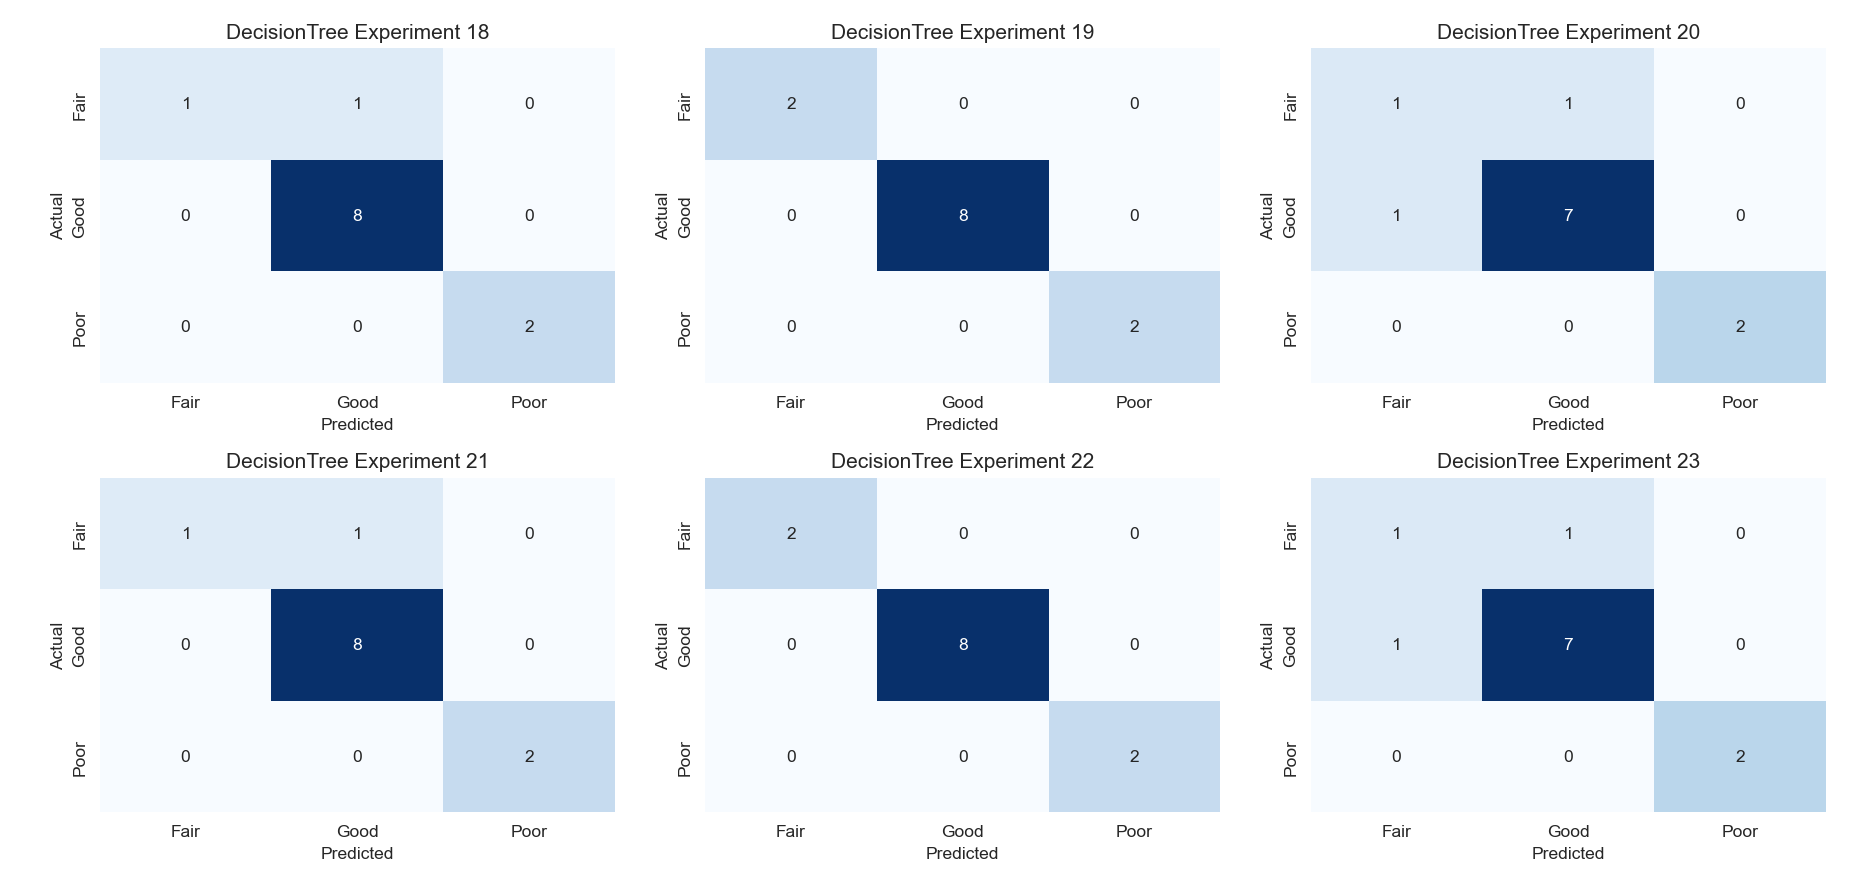 DecisionTree Experiment 18
Fair
1 1 0
Actual
Good
0 8 0
Poor
0 0 2
Fair Good Poor
Predicted
DecisionTree Experiment 19
Fair
2 0 0
Actual
Good
0 8 0
Poor
0 0 2
Fair Good Poor
Predicted
DecisionTree Experiment 20
Fair
1 1 0
Actual
Good
1 7 0
Poor
0 0 2
Fair Good Poor
Predicted
DecisionTree Experiment 21
Fair
1 1 0
Actual
Good
0 8 0
Poor
0 0 2
Fair Good Poor
Predicted
DecisionTree Experiment 22
Fair
2 0 0
Actual
Good
0 8 0
Poor
0 0 2
Fair Good Poor
Predicted
DecisionTree Experiment 23
Fair
1 1 0
Actual
Good
1 7 0
Poor
0 0 2
Fair Good Poor
Predicted